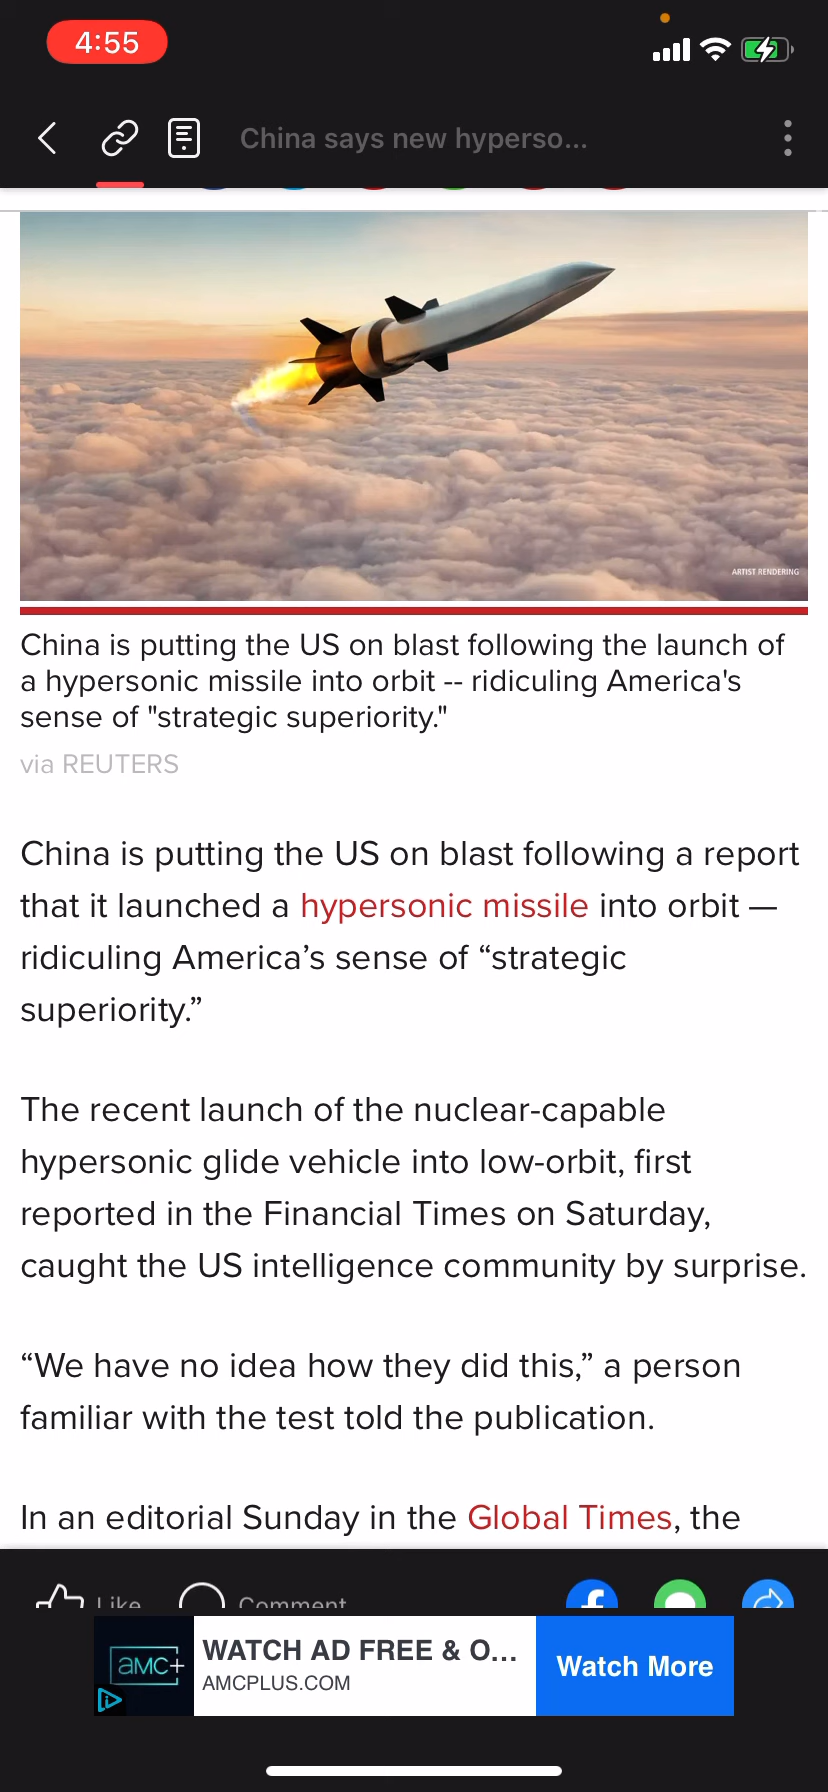 4:55
China says new hyperso...
ARTIST RENDERING
China is putting the US on blast following the launch of
a hypersonic missile into orbit -- ridiculing America's
sense of "strategic superiority."
via REUTERS
China is putting the US on blast following a report
that it launched a hypersonic missile into orbit —
ridiculing America’s sense of “strategic
superiority.”
The recent launch of the nuclear-capable
hypersonic glide vehicle into low-orbit, first
reported in the Financial Times on Saturday,
caught the US intelligence community by surprise.
“We have no idea how they did this,” a person
familiar with the test told the publication.
In an editorial Sunday in the Global Times, the
Like Comment
aMC+ WATCH AD FREE & O... Watch More
AMCPLUS.COM